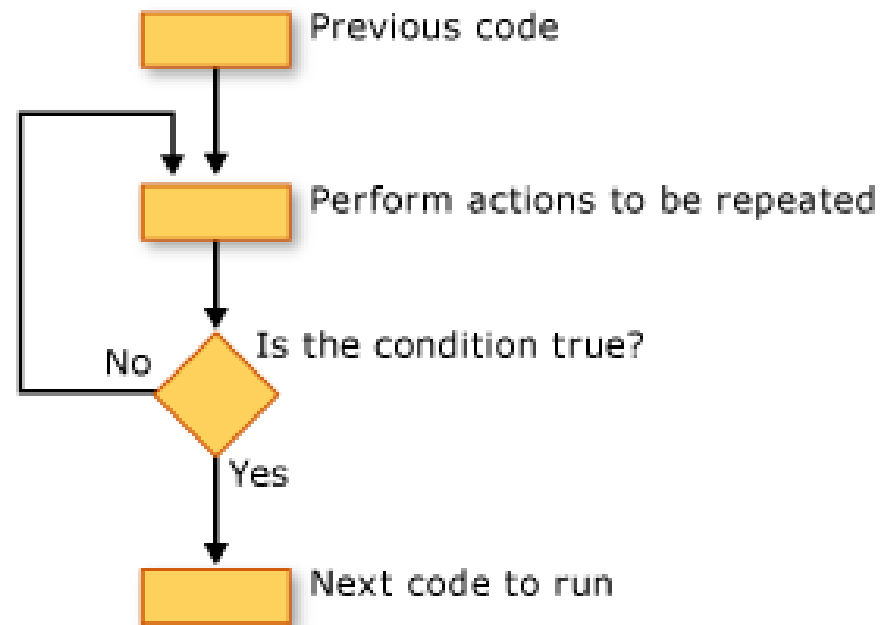 Previous code
Perform actions to be repeated
Is the condition true?
No
Yes
Next code to run